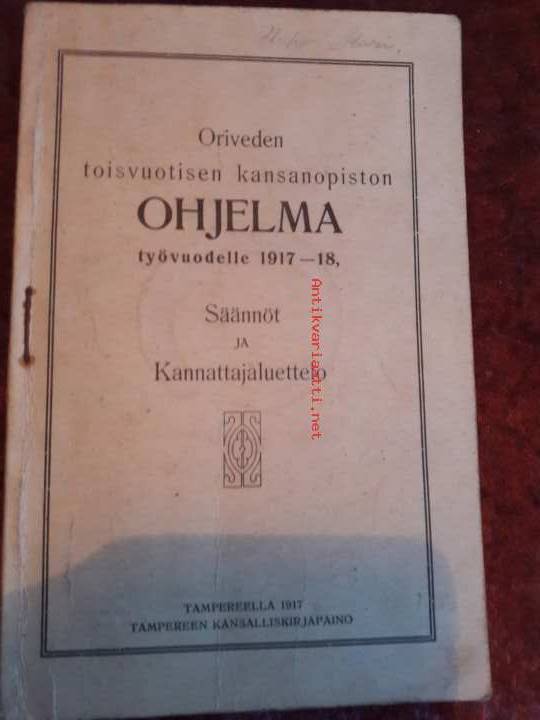 Oriveden
toisvuotisen kansanopiston
OHJELMA
työvuodelle 1917—18,
Säännöt
JA
Kannattajaluettelo
TAMPEREELLA 1917
TAMPEREEN KANSALLISKIRJAPAINO
Antikvariaatti.net